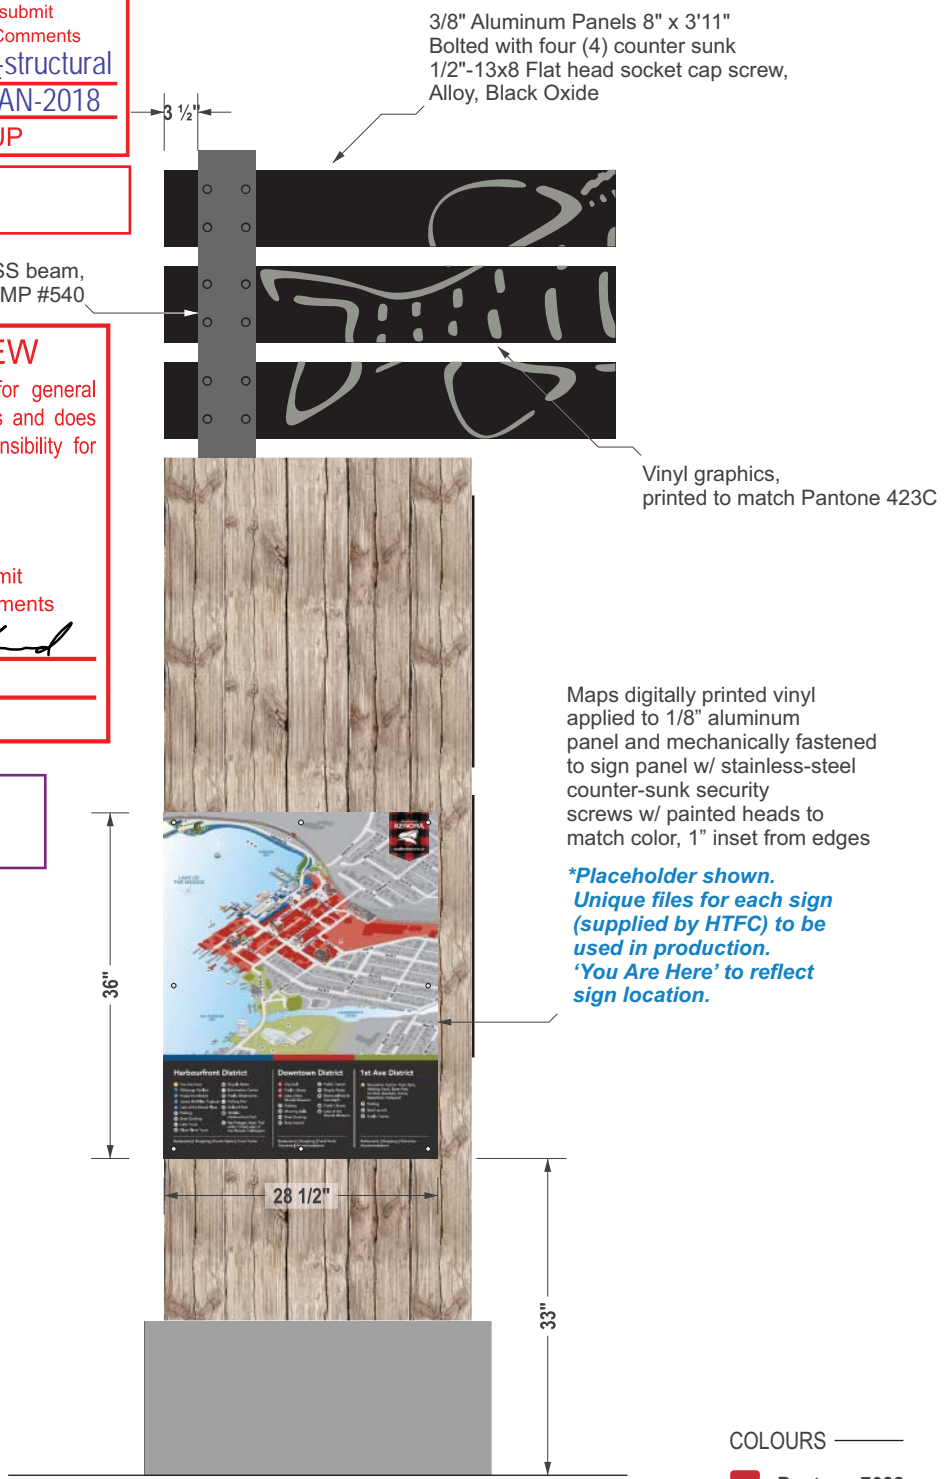 submit
Comments
-structural
AN-2018
UP
3/8" Aluminum Panels 8" x 3'11"
Bolted with four (4) counter sunk
1/2"-13x8 Flat head socket cap screw,
Alloy, Black Oxide
3 ½"
SS beam,
MP #540
EW
for general
s and does
nsibility for
mit
ments
Vinyl graphics,
printed to match Pantone 423C
Maps digitally printed vinyl
applied to 1/8” aluminum
panel and mechanically fastened
to sign panel w/ stainless-steel
counter-sunk security
screws w/ painted heads to
match color, 1” inset from edges
*Placeholder shown.
Unique files for each sign
(supplied by HTFC) to be
used in production.
‘You Are Here’ to reflect
sign location.
KENORA
LAKE OF
THE WOODS
36"
Harbourfront District
Downtown District
1st Ave District
28 1/2"
33"
COLOURS